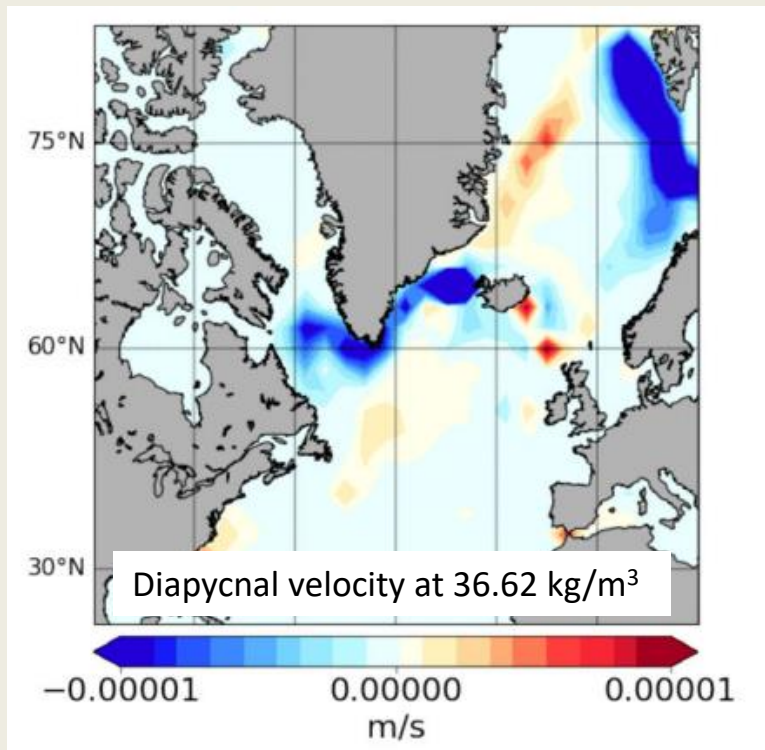 75°N
60°N
30°N
Diapycnal velocity at 36.62 kg/m³
−0.00001 0.00000 0.00001
m/s